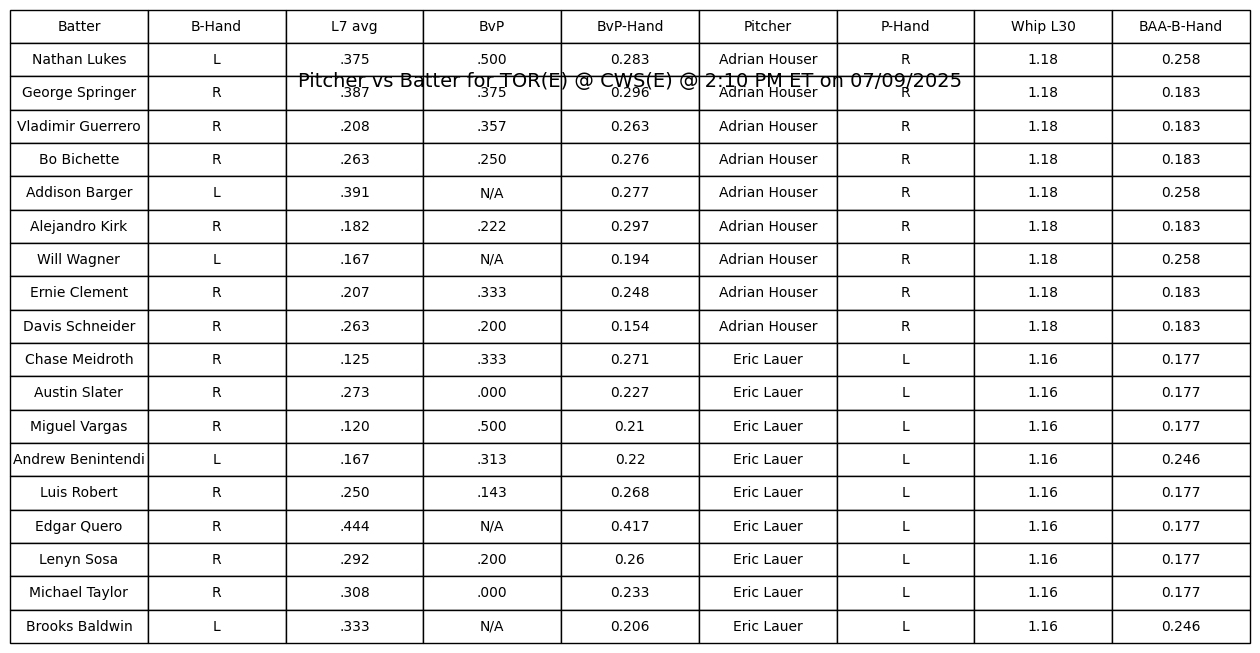 Batter B-Hand L7 avg BvP BvP-Hand Pitcher P-Hand Whip L30 BAA-B-Hand
Nathan Lukes L .375 .500 0.283 Adrian Houser R 1.18 0.258
Pitcher vs Batter for TOR(E) @ CWS(E) @ 2:10 PM ET on 07/09/2025
George Springer R .387 .375 0.296 Adrian Houser R 1.18 0.183
Vladimir Guerrero R .208 .357 0.263 Adrian Houser R 1.18 0.183
Bo Bichette R .263 .250 0.276 Adrian Houser R 1.18 0.183
Addison Barger L .391 N/A 0.277 Adrian Houser R 1.18 0.258
Alejandro Kirk R .182 .222 0.297 Adrian Houser R 1.18 0.183
Will Wagner L .167 N/A 0.194 Adrian Houser R 1.18 0.258
Ernie Clement R .207 .333 0.248 Adrian Houser R 1.18 0.183
Davis Schneider R .263 .200 0.154 Adrian Houser R 1.18 0.183
Chase Meidroth R .125 .333 0.271 Eric Lauer L 1.16 0.177
Austin Slater R .273 .000 0.227 Eric Lauer L 1.16 0.177
Miguel Vargas R .120 .500 0.21 Eric Lauer L 1.16 0.177
Andrew Benintendi L .167 .313 0.22 Eric Lauer L 1.16 0.246
Luis Robert R .250 .143 0.268 Eric Lauer L 1.16 0.177
Edgar Quero R .444 N/A 0.417 Eric Lauer L 1.16 0.177
Lenyn Sosa R .292 .200 0.26 Eric Lauer L 1.16 0.177
Michael Taylor R .308 .000 0.233 Eric Lauer L 1.16 0.177
Brooks Baldwin L .333 N/A 0.206 Eric Lauer L 1.16 0.246